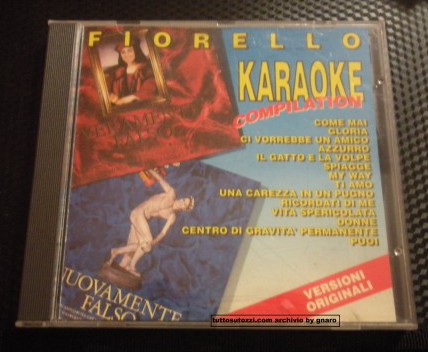 FIORELLO
KARAOKE
COMPILATION
COME MAI
GLORIA
CI VORREBBE UN AMICO
AZZURRO
IL GATTO E LA VOLPE
SPIAGGE
MY WAY
TI AMO
UNA CAREZZA IN UN PUGNO
RICORDATI DI ME
VITA SPERICOLATA
DONNE
CENTRO DI GRAVITA' PERMANENTE
PUOI
FALSO
NUOVAMENTE
FALSO
VERSIONI
ORIGINALI
tuttosutozzi.com archivio by gnaro